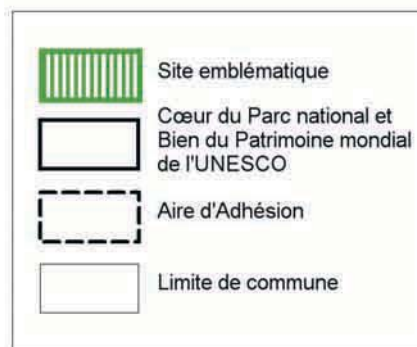 Site emblématique
Cœur du Parc national et
Bien du Patrimoine mondial
de l'UNESCO
Aire d'Adhésion
Limite de commune